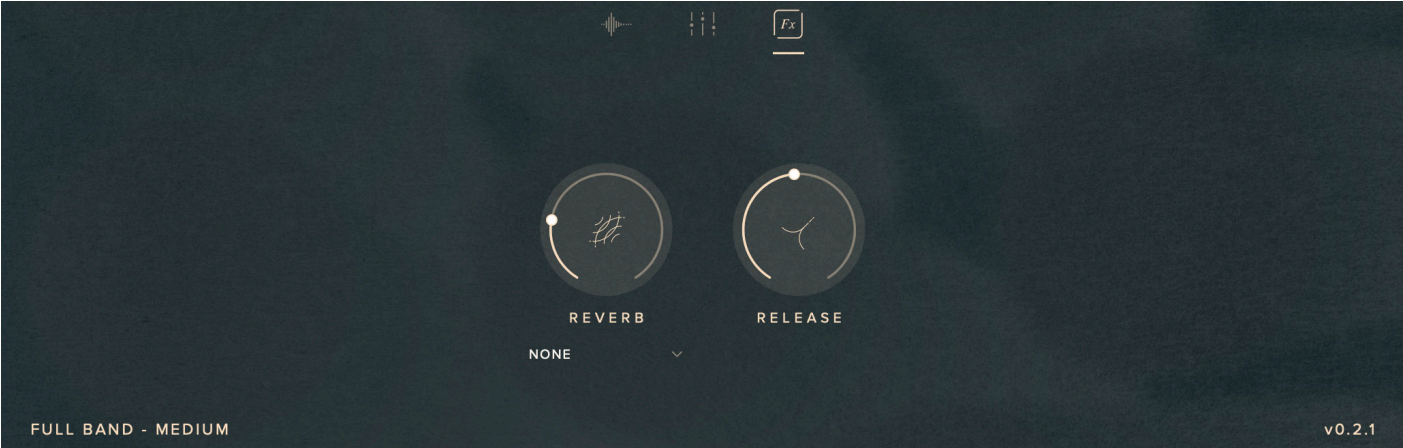 Fx
REVERB
RELEASE
NONE
FULL BAND - MEDIUM
v0.2.1